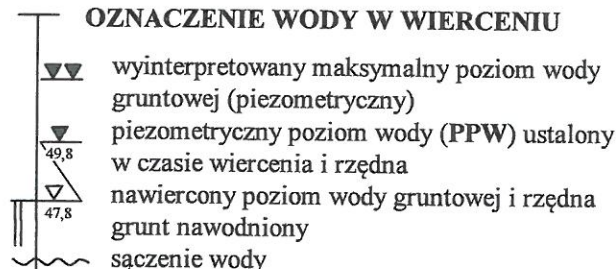 OZNACZENIE WODY W WIERCENIU
wyinterpretowany maksymalny poziom wody
gruntowej (piezometryczny)
piezometryczny poziom wody (PPW) ustalony
49,8
w czasie wiercenia i rzędna
nawiercony poziom wody gruntowej i rzędna
47,8
grunt nawodniony
sączenie wody